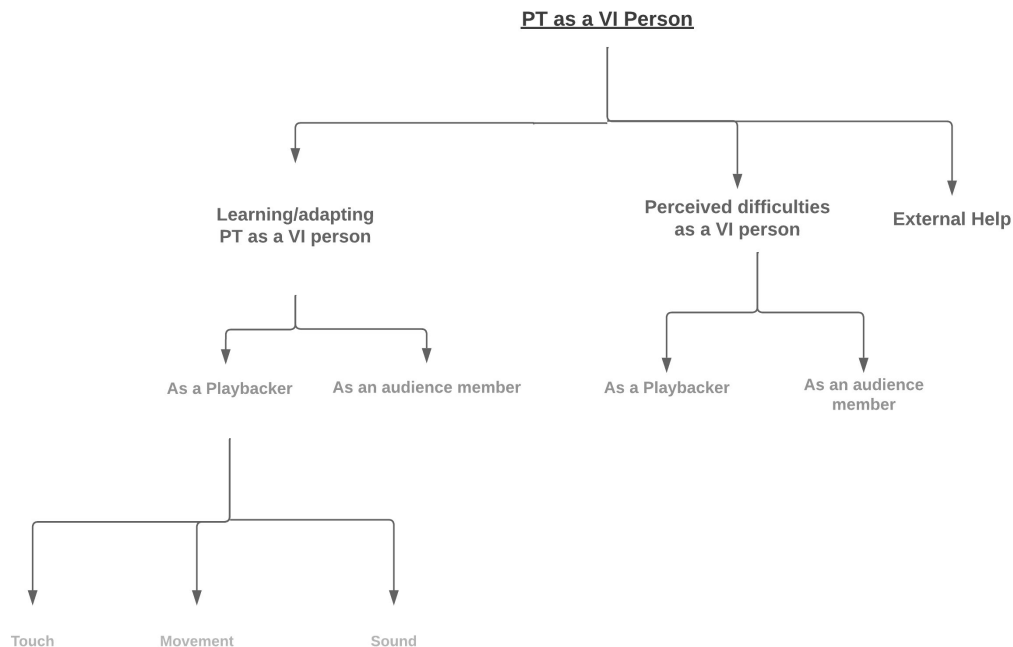 PT as a VI Person
Learning/adapting
PT as a VI person
Perceived difficulties
as a VI person
External Help
As a Playbacker
As an audience member
As a Playbacker
As an audience
member
Touch
Movement
Sound